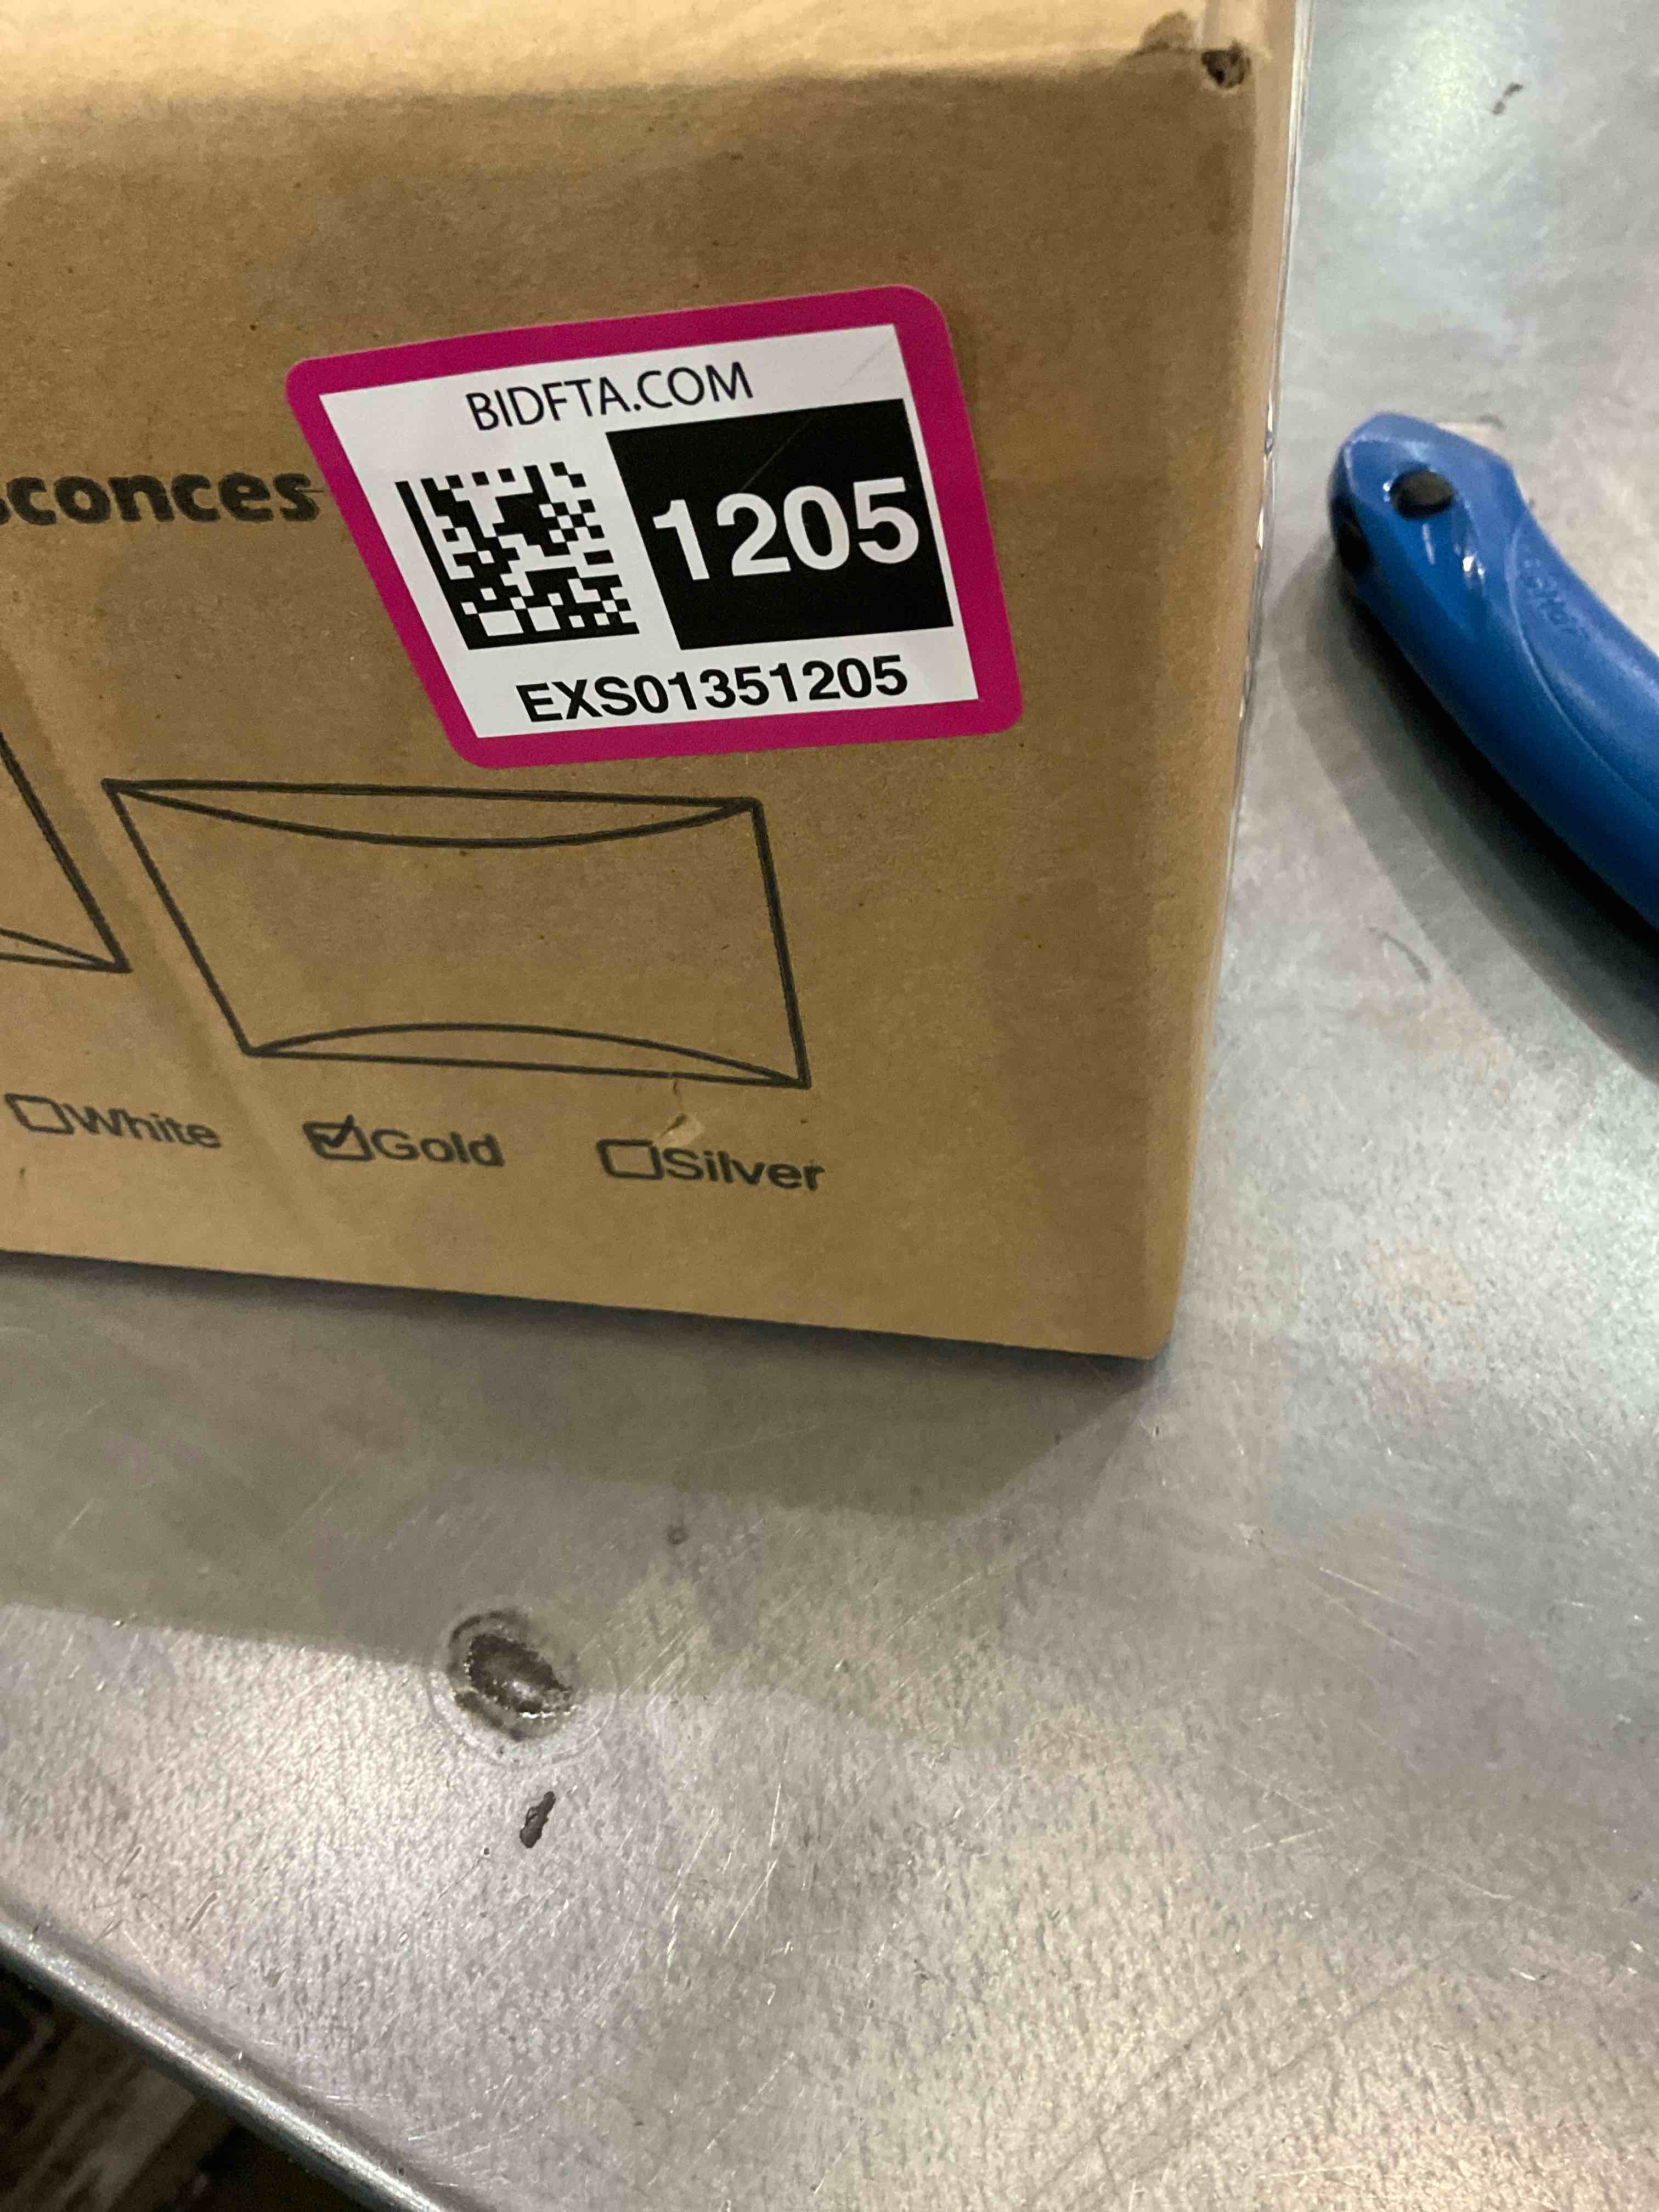 BIDFTA.COM
sconces
1205
EXS01351205
White Gold Silver